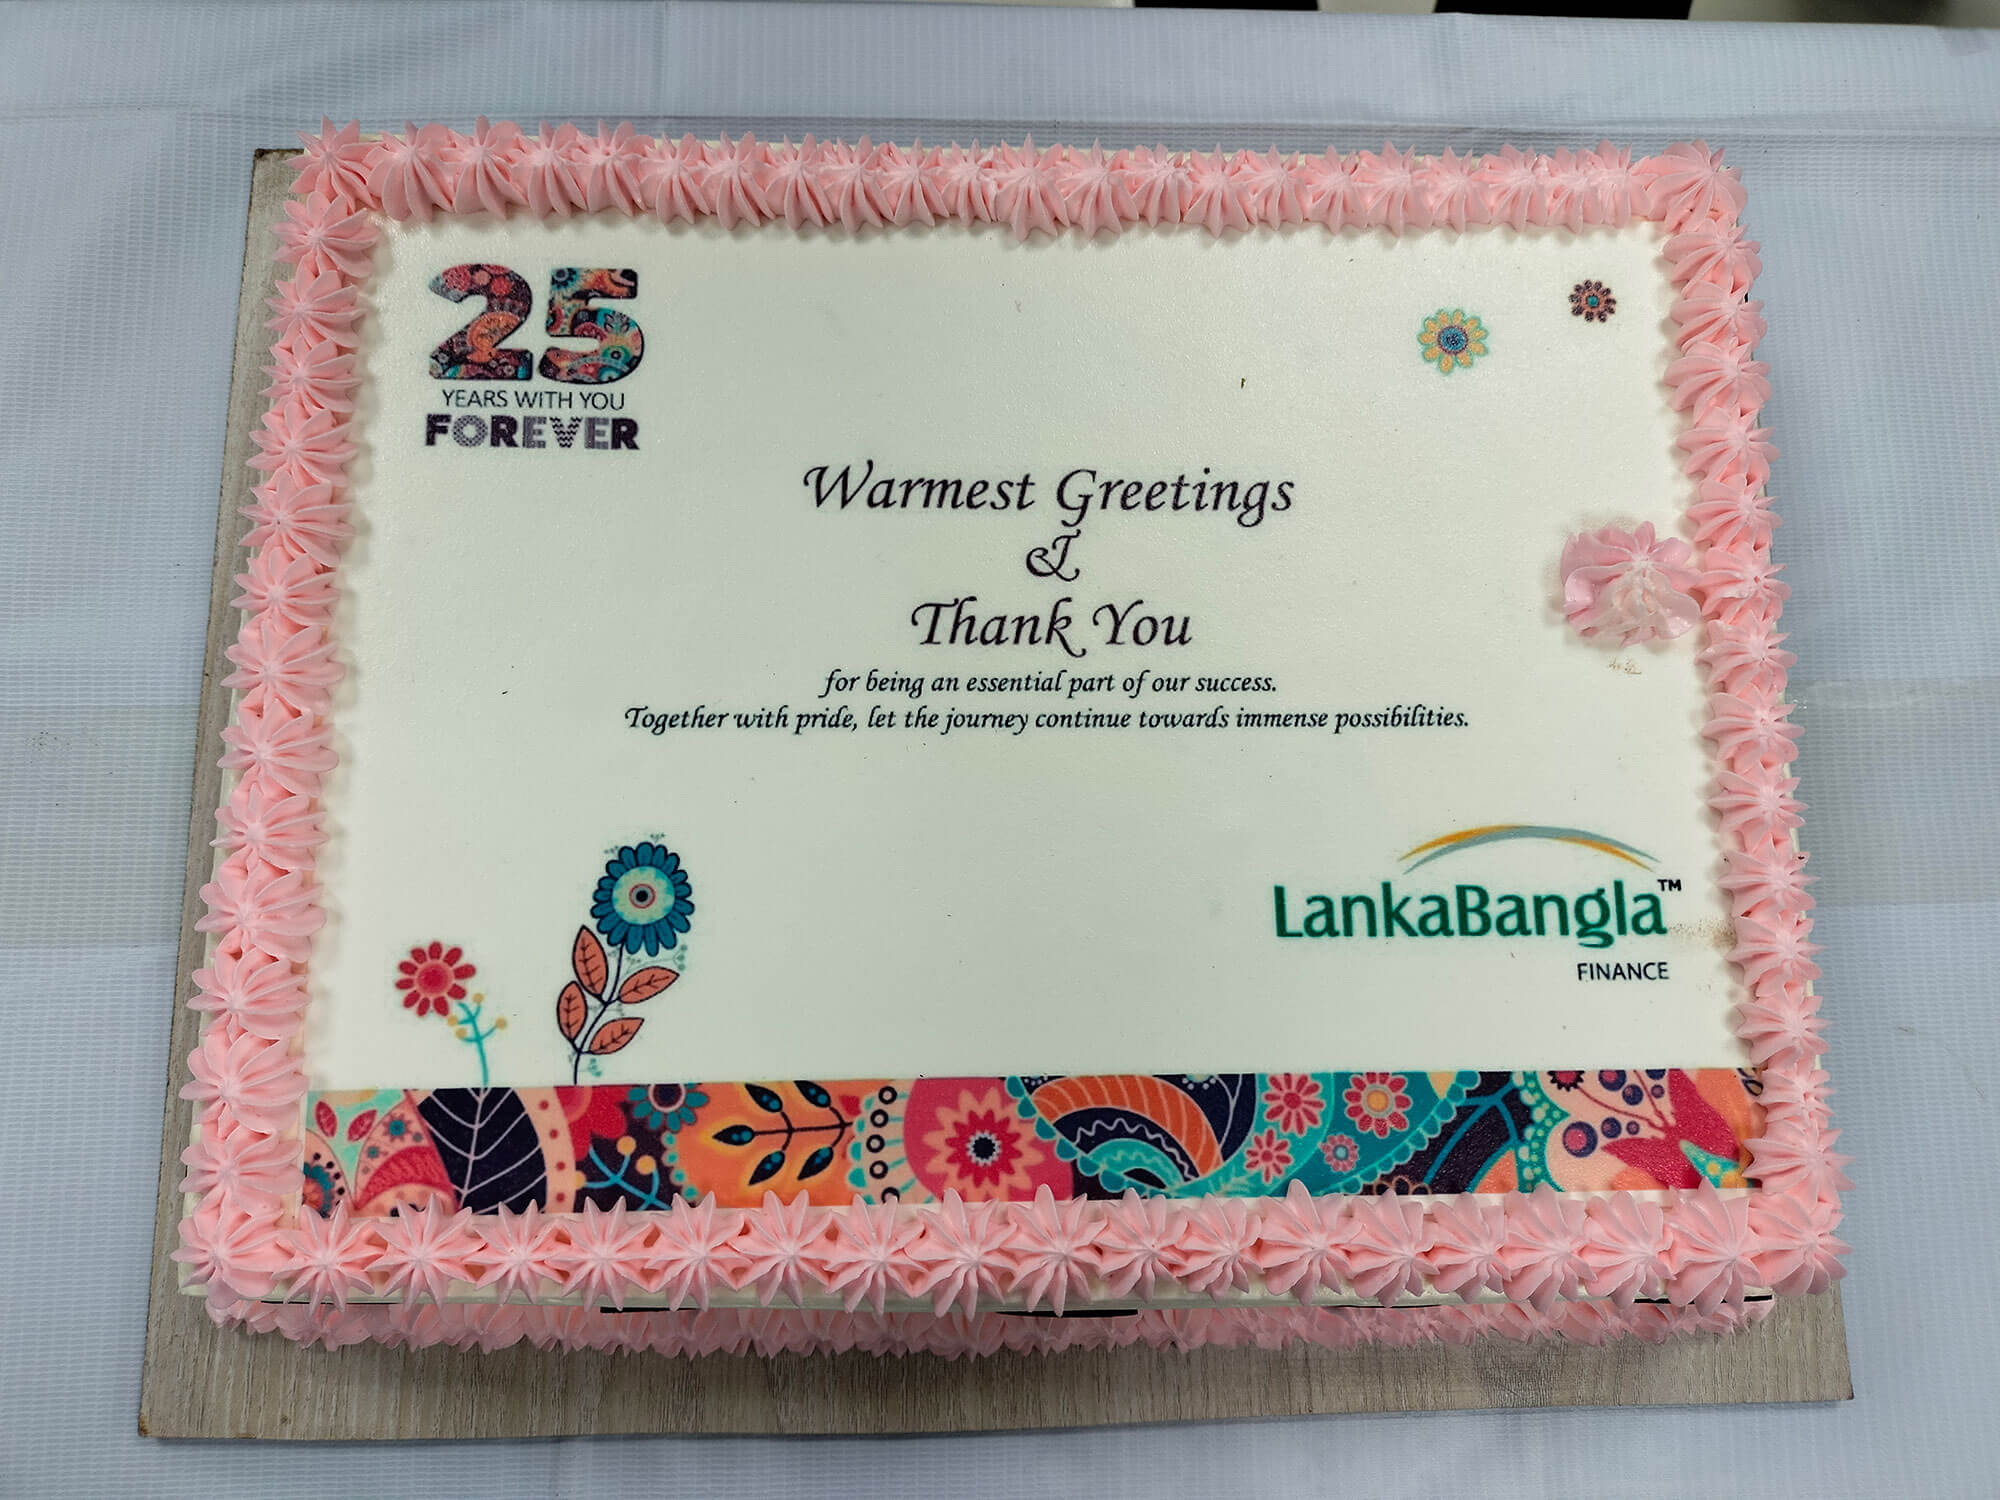 25
YEARS WITH YOU
FOREVER
Warmest Greetings
&
Thank You
for being an essential part of our success.
Together with pride, let the journey continue towards immense possibilities.
LankaBangla™
FINANCE